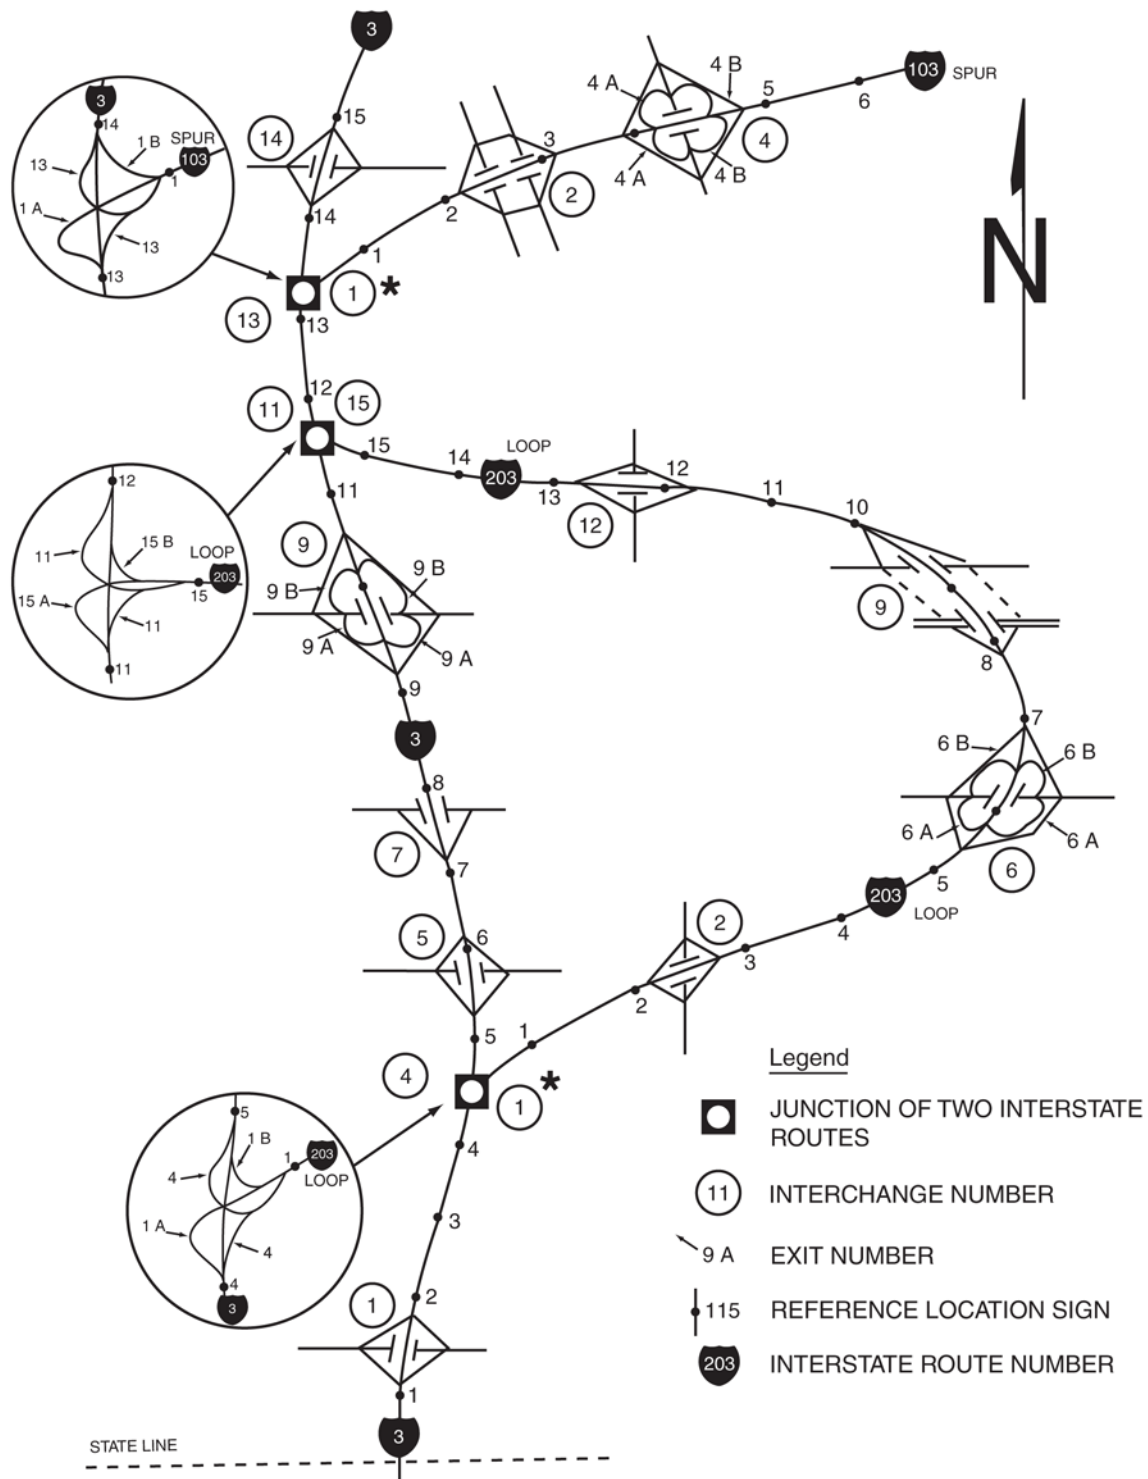 3
15
14
14
13
3
14
1 B
SPUR
103
1
13
1 A
13
13
4 A
4 B
5
6
103
SPUR
3
4
4 A
4 B
2
2
1
1
*
N
13
12
11
15
15
14
LOOP
203
13
12
12
11
10
9
8
7
12
11
15 B
LOOP
203
15
15 A
11
11
11
9
9 B
9 B
9 A
9 A
9
3
8
7
7
6 B
6 B
6 A
6 A
6
5
203
LOOP
4
3
2
2
1
5
6
5
4
1
*
4
3
2
1
1
3
5
1 B
1
203
LOOP
4
1 A
4
4
3
STATE LINE
Legend
JUNCTION OF TWO INTERSTATE
ROUTES
11 INTERCHANGE NUMBER
9 A EXIT NUMBER
115 REFERENCE LOCATION SIGN
203 INTERSTATE ROUTE NUMBER